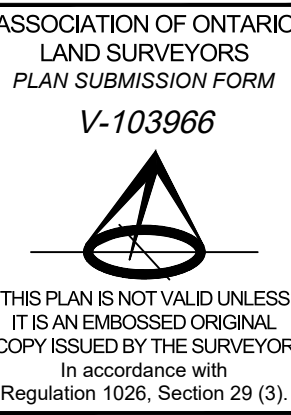 ASSOCIATION OF ONTARIO
LAND SURVEYORS
PLAN SUBMISSION FORM
V-103966
THIS PLAN IS NOT VALID UNLESS
IT IS AN EMBOSSED ORIGINAL
COPY ISSUED BY THE SURVEYOR
In accordance with
Regulation 1026, Section 29 (3).